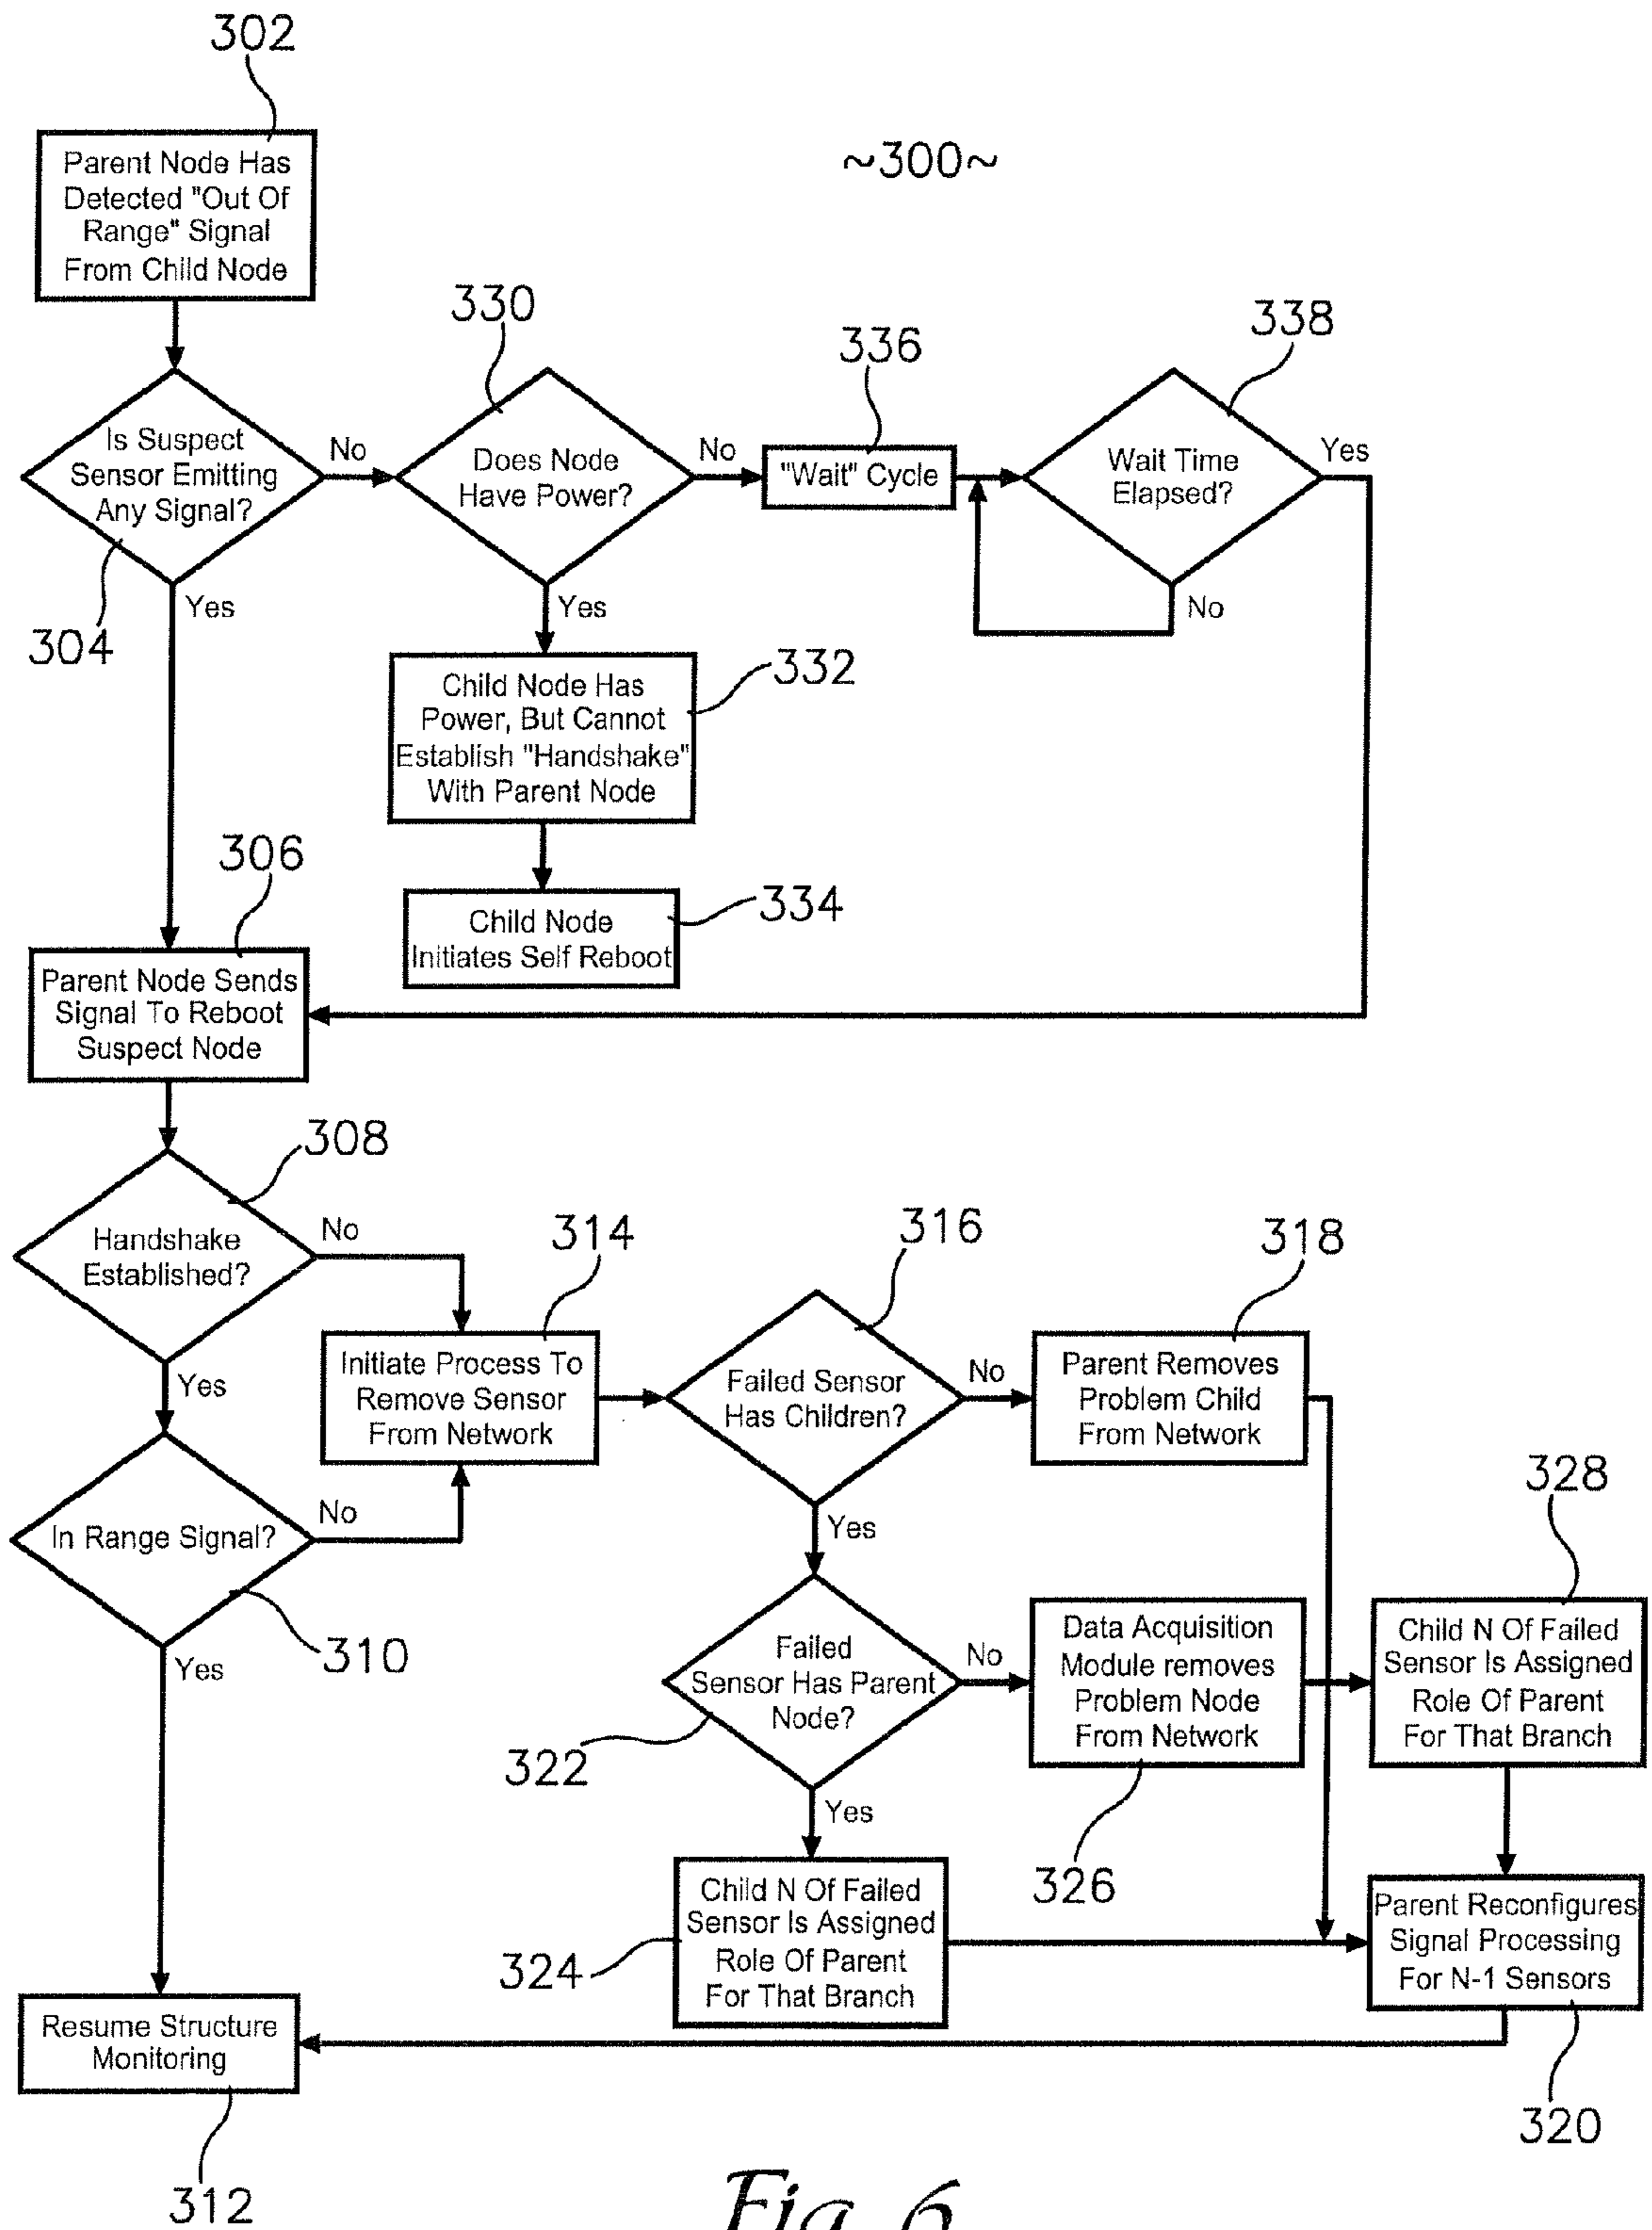 302
~300~
Parent Node Has
Detected "Out Of
Range" Signal
From Child Node
330
336
338
Is Suspect
Sensor Emitting
Any Signal?
No
Does Node
Have Power?
No
"Wait" Cycle
Wait Time
Elapsed?
Yes
304
Yes
Yes
No
Child Node Has
Power, But Cannot
Establish "Handshake"
With Parent Node
332
306
Child Node
Initiates Self Reboot
334
Parent Node Sends
Signal To Reboot
Suspect Node
308
Handshake
Established?
No
Yes
314
316
318
Initiate Process To
Remove Sensor
From Network
Failed Sensor
Has Children?
No
Parent Removes
Problem Child
From Network
In Range Signal?
No
310
Yes
Yes
328
Failed
Sensor Has Parent
Node?
No
322
Data Acquisition
Module removes
Problem Node
From Network
326
Child N Of Failed
Sensor Is Assigned
Role Of Parent
For That Branch
Yes
Child N Of Failed
Sensor Is Assigned
Role Of Parent
For That Branch
324
Parent Reconfigures
Signal Processing
For N-1 Sensors
320
Resume Structure
Monitoring
312
Fig. 6